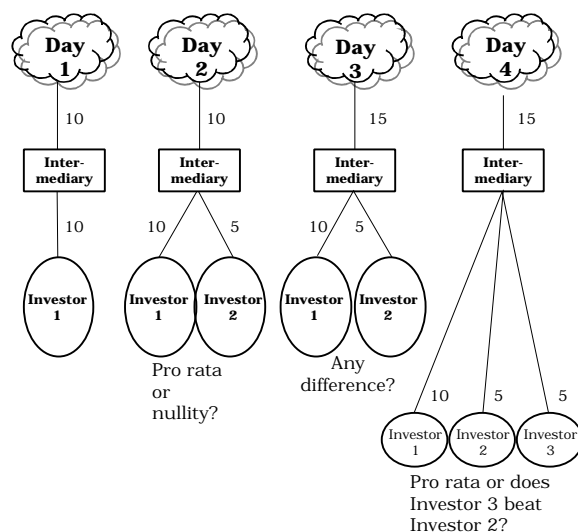 Day
1
Day
2
Day
3
Day
4
10
10
15
15
Inter-
mediary
Inter-
mediary
Inter-
mediary
Inter-
mediary
10
10
5
10
5
Investor
1
Investor
1
Investor
2
Investor
1
Investor
2
Pro rata
or
nullity?
Any
difference?
10
5
5
Investor
1
Investor
2
Investor
3
Pro rata or does
Investor 3 beat
Investor 2?